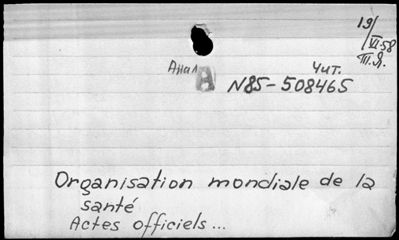 19/VI-58
Ш.Я.
Чит.
A
N85-508465
Organisation mondiale de la
santé
Actes officiels...